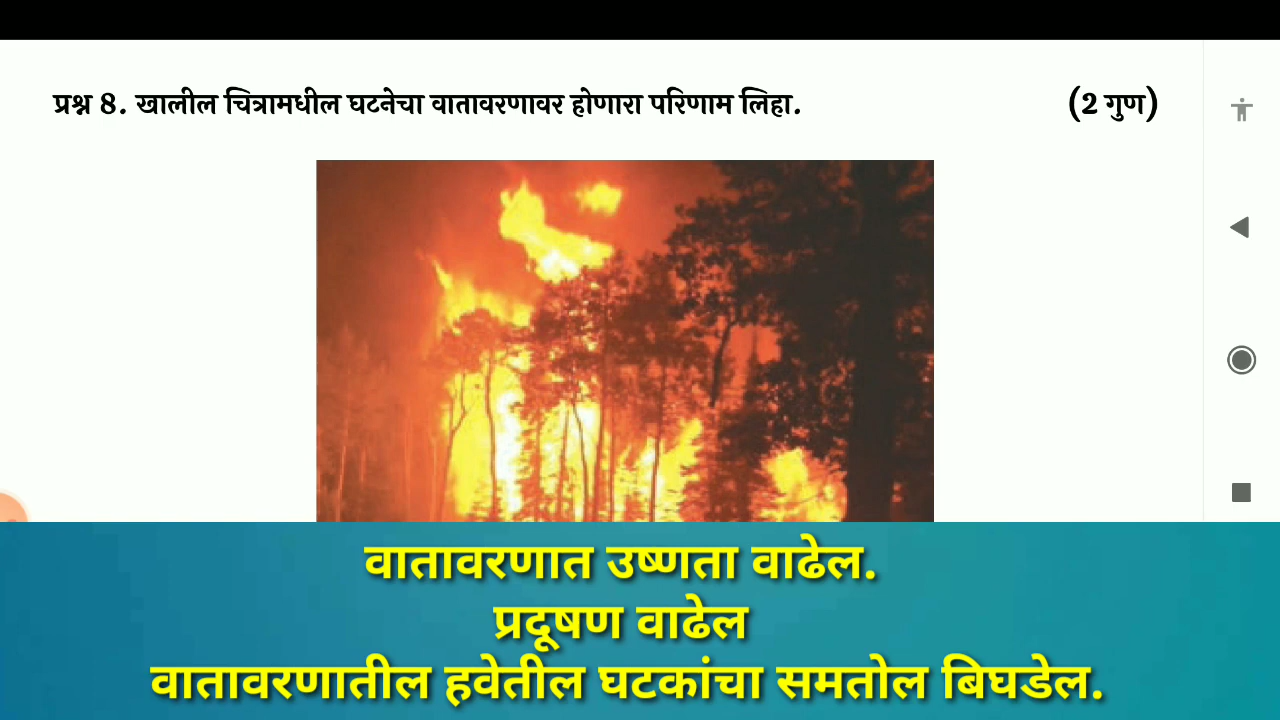 प्रश्न 8. खालील चित्रामधील घटनेचा वातावरणावर होणारा परिणाम लिहा. (2 गुण)
वातावरणात उष्णता वाढेल.
प्रदूषण वाढेल
वातावरणातील हवेतील घटकांचा समतोल बिघडेल.